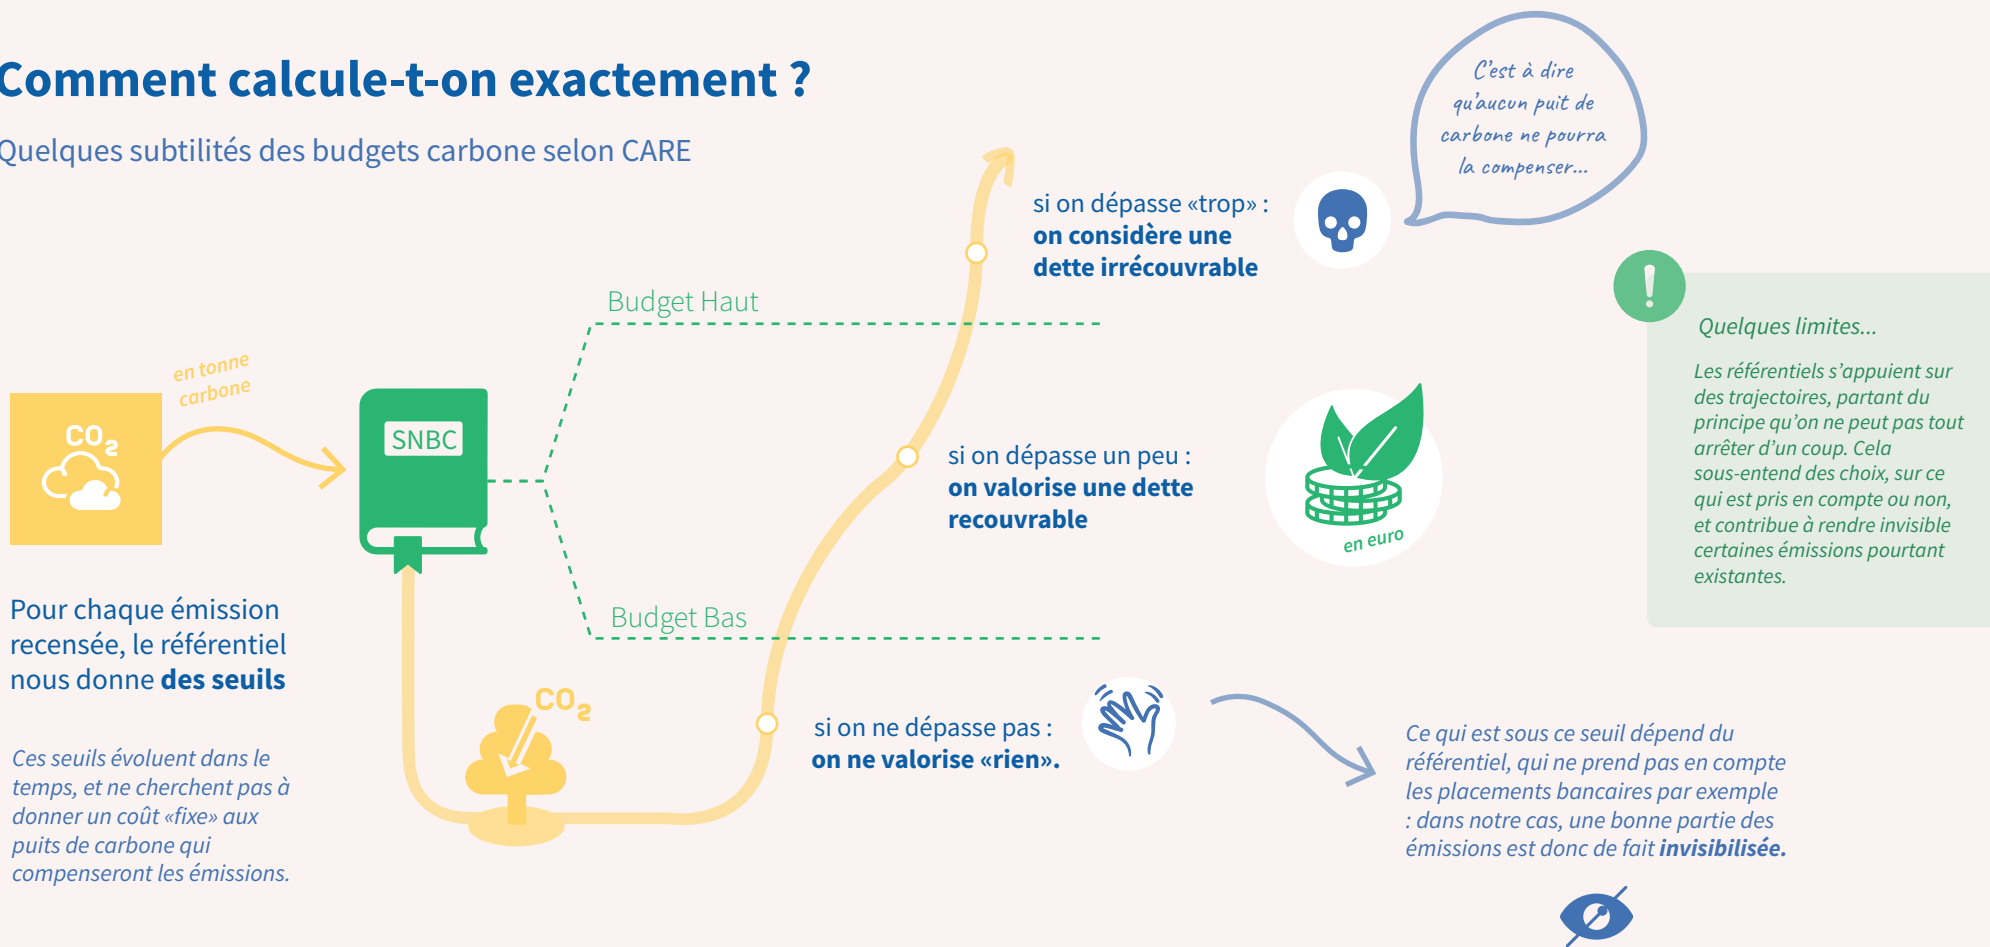 Comment calcule-t-on exactement ?
Quelques subtilités des budgets carbone selon CARE
C'est à dire
qu'aucun puit de
carbone ne pourra
la compenser...
si on dépasse «trop» :
on considère une
dette irrécouvrable
Budget Haut
Quelques limites...
Les référentiels s'appuient sur
des trajectoires, partant du
principe qu'on ne peut pas tout
arrêter d'un coup. Cela
sous-entend des choix, sur ce
qui est pris en compte ou non,
et contribue à rendre invisible
certaines émissions pourtant
existantes.
en tonne
carbone
CO2
SNBC
si on dépasse un peu :
on valorise une dette
recouvrable
en euro
Pour chaque émission
recensée, le référentiel
nous donne des seuils
Budget Bas
CO2
si on ne dépasse pas :
on ne valorise «rien».
Ces seuils évoluent dans le
temps, et ne cherchent pas à
donner un coût «fixe» aux
puits de carbone qui
compenseront les émissions.
Ce qui est sous ce seuil dépend du
référentiel, qui ne prend pas en compte
les placements bancaires par exemple
: dans notre cas, une bonne partie des
émissions est donc de fait invisibilisée.